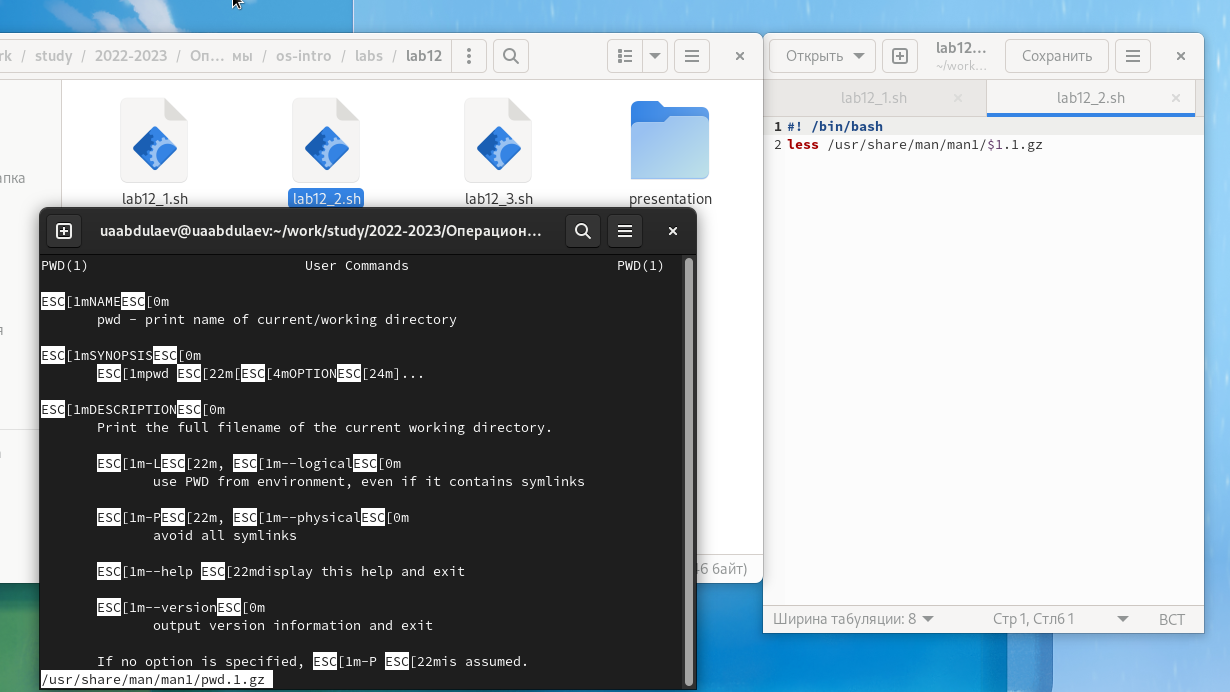 rk / study / 2022-2023 / Оп… мы / os-intro / labs / lab12
lab12_1.sh
lab12_2.sh
lab12_3.sh
presentation
апка
я
46 байт)
Открыть
lab12…
~/work…
Сохранить
lab12_1.sh
lab12_2.sh
1 #! /bin/bash
2 less /usr/share/man/man1/$1.1.gz
Ширина табуляции: 8
Стр 1, Стлб 1
ВСТ
uaabdulaev@uaabdulaev:~/work/study/2022-2023/Операцион…
PWD(1) User Commands PWD(1)
ESC[1mNAMEESC[0m
pwd - print name of current/working directory
ESC[1mSYNOPSISESC[0m
ESC[1mpwd ESC[22m[ESC[4mOPTIONESC[24m]...
ESC[1mDESCRIPTIONESC[0m
Print the full filename of the current working directory.
ESC[1m-LESC[22m, ESC[1m--logicalESC[0m
use PWD from environment, even if it contains symlinks
ESC[1m-PESC[22m, ESC[1m--physicalESC[0m
avoid all symlinks
ESC[1m--help ESC[22mdisplay this help and exit
ESC[1m--versionESC[0m
output version information and exit
If no option is specified, ESC[1m-P ESC[22mis assumed.
/usr/share/man/man1/pwd.1.gz